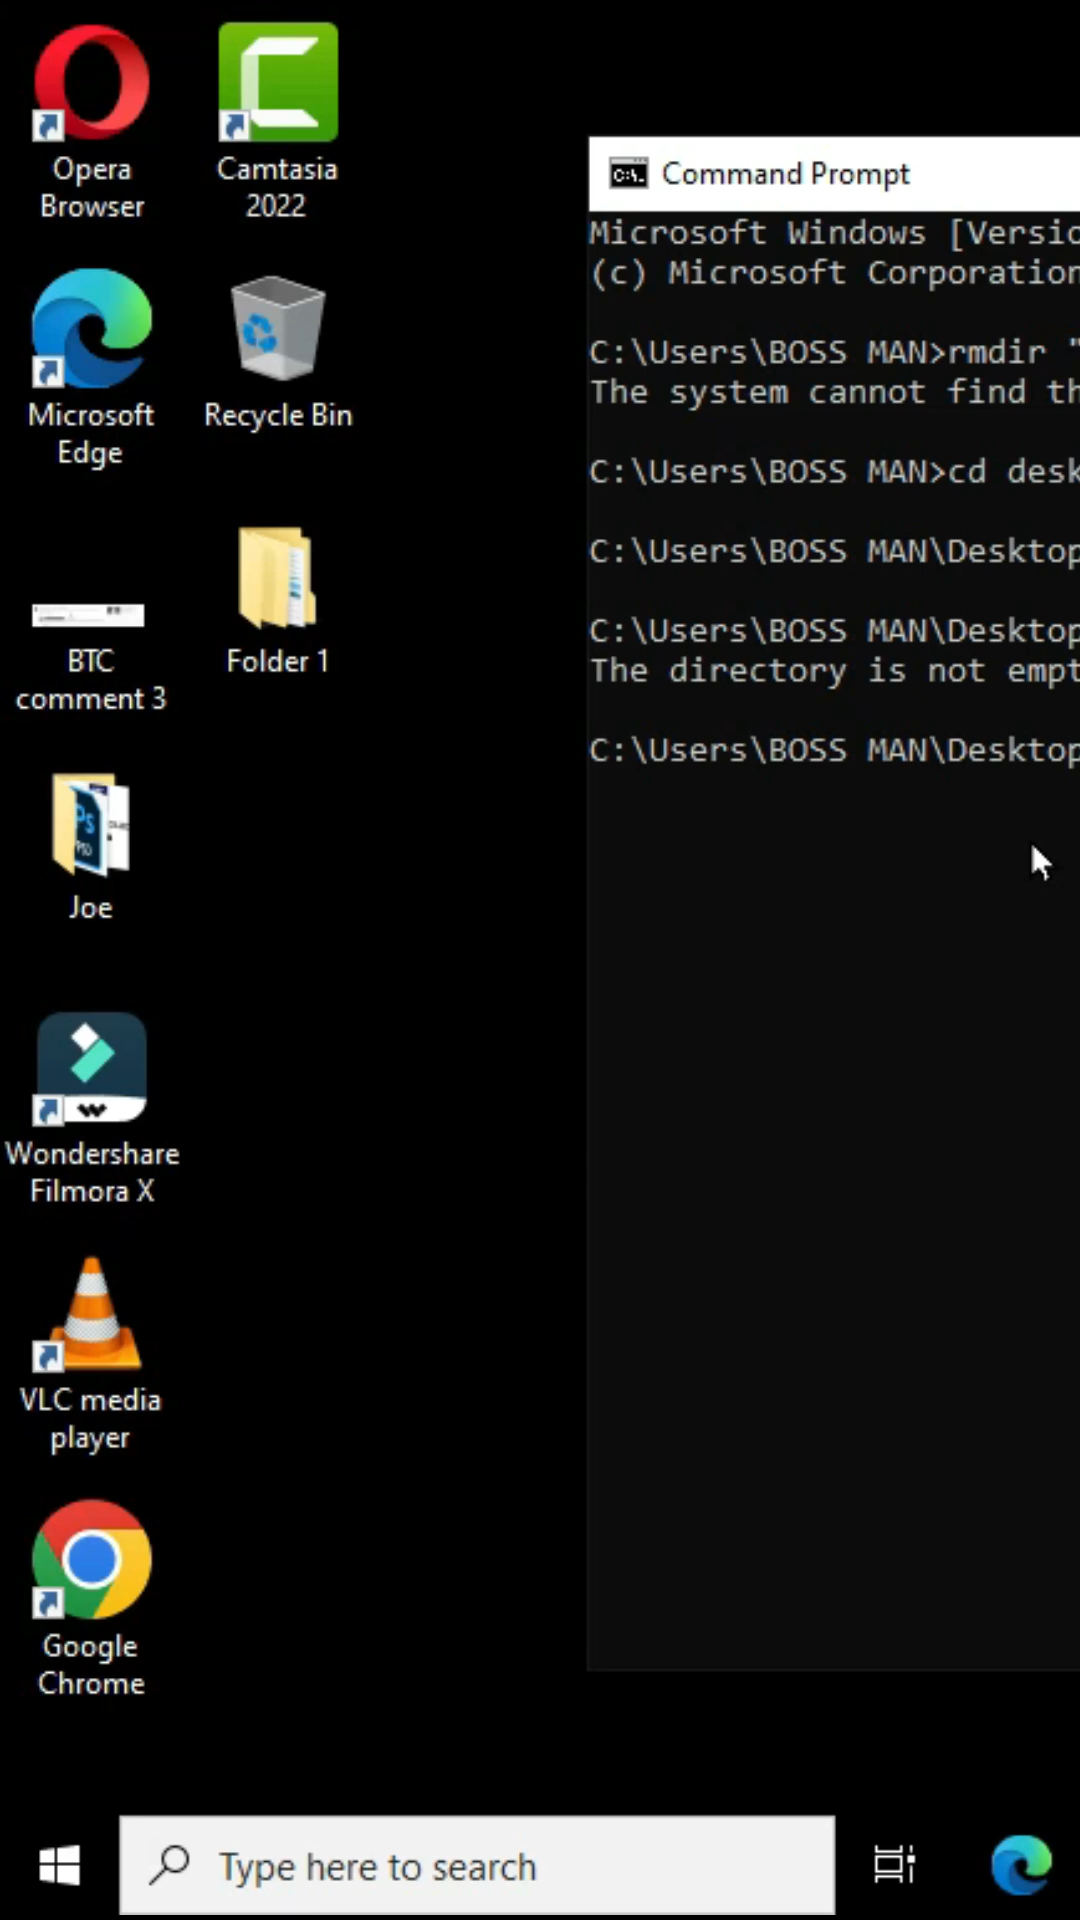 Opera
Browser
Camtasia
2022
Microsoft
Edge
Recycle Bin
BTC
comment 3
Folder 1
Joe
Wondershare
Filmora X
VLC media
player
Google
Chrome
Command Prompt
Microsoft Windows [Versio
(c) Microsoft Corporation
C:\Users\BOSS MAN>rmdir "
The system cannot find th
C:\Users\BOSS MAN>cd desk
C:\Users\BOSS MAN\Desktop
C:\Users\BOSS MAN\Desktop
The directory is not empt
C:\Users\BOSS MAN\Desktop
Type here to search